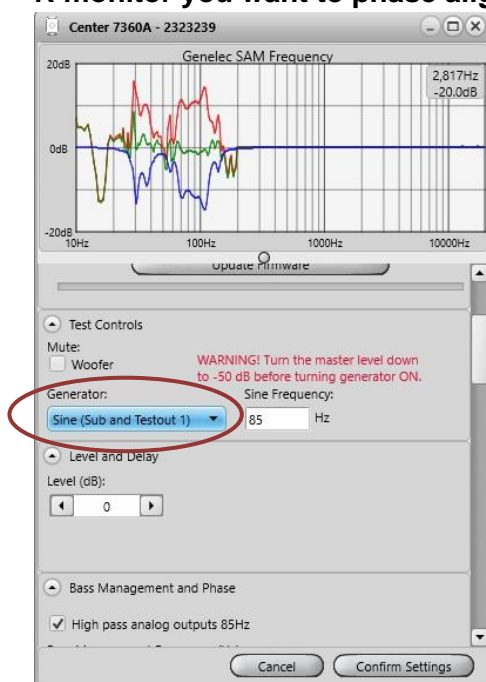 R monitor you want to phase alig
Center 7360A - 2323239
Genelec SAM Frequency
20dB
2,817Hz
-20.0dB
0dB
-20dB
10Hz 100Hz 1000Hz 10000Hz
Update Firmware
Test Controls
Mute:
Woofer
WARNING! Turn the master level down
to -50 dB before turning generator ON.
Generator: Sine Frequency:
Sine (Sub and Testout 1) 85 Hz
Level and Delay
Level (dB):
0
Bass Management and Phase
High pass analog outputs 85Hz
Cancel Confirm Settings